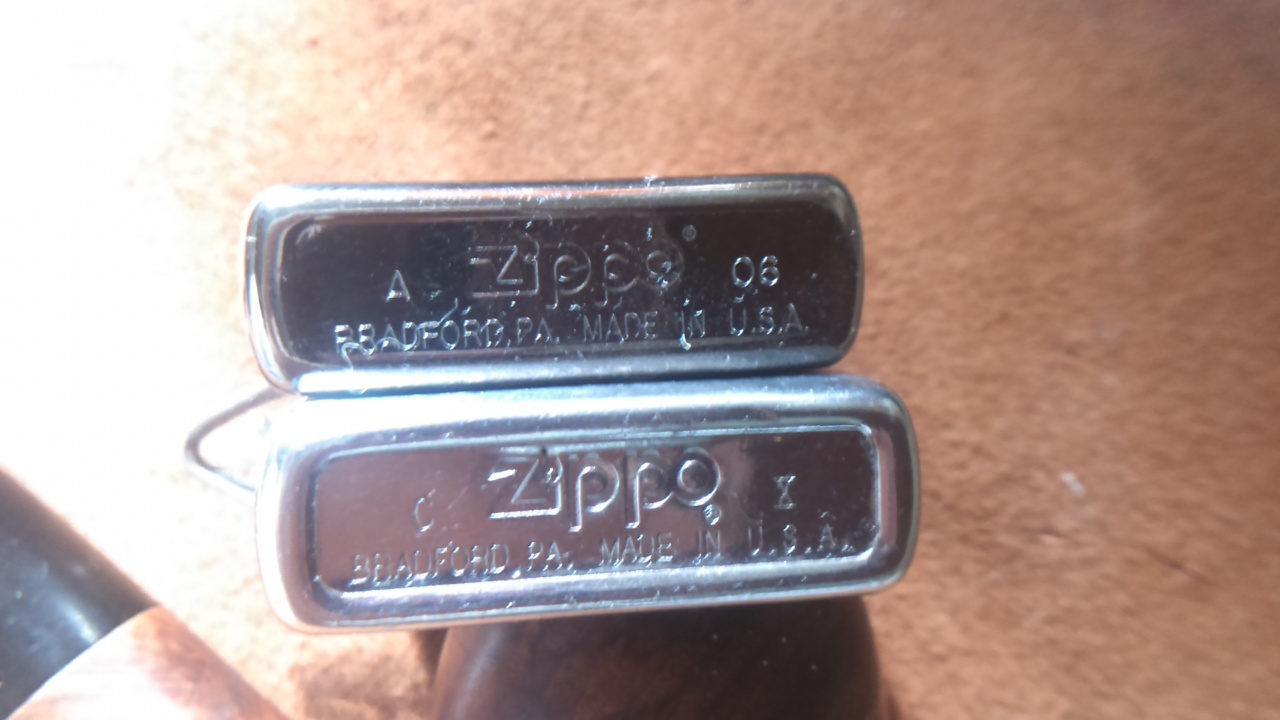 Zippo®
A 06
BRADFORD, PA. MADE IN U.S.A.
Zippo®
C X
BRADFORD, PA. MADE IN U.S.A.